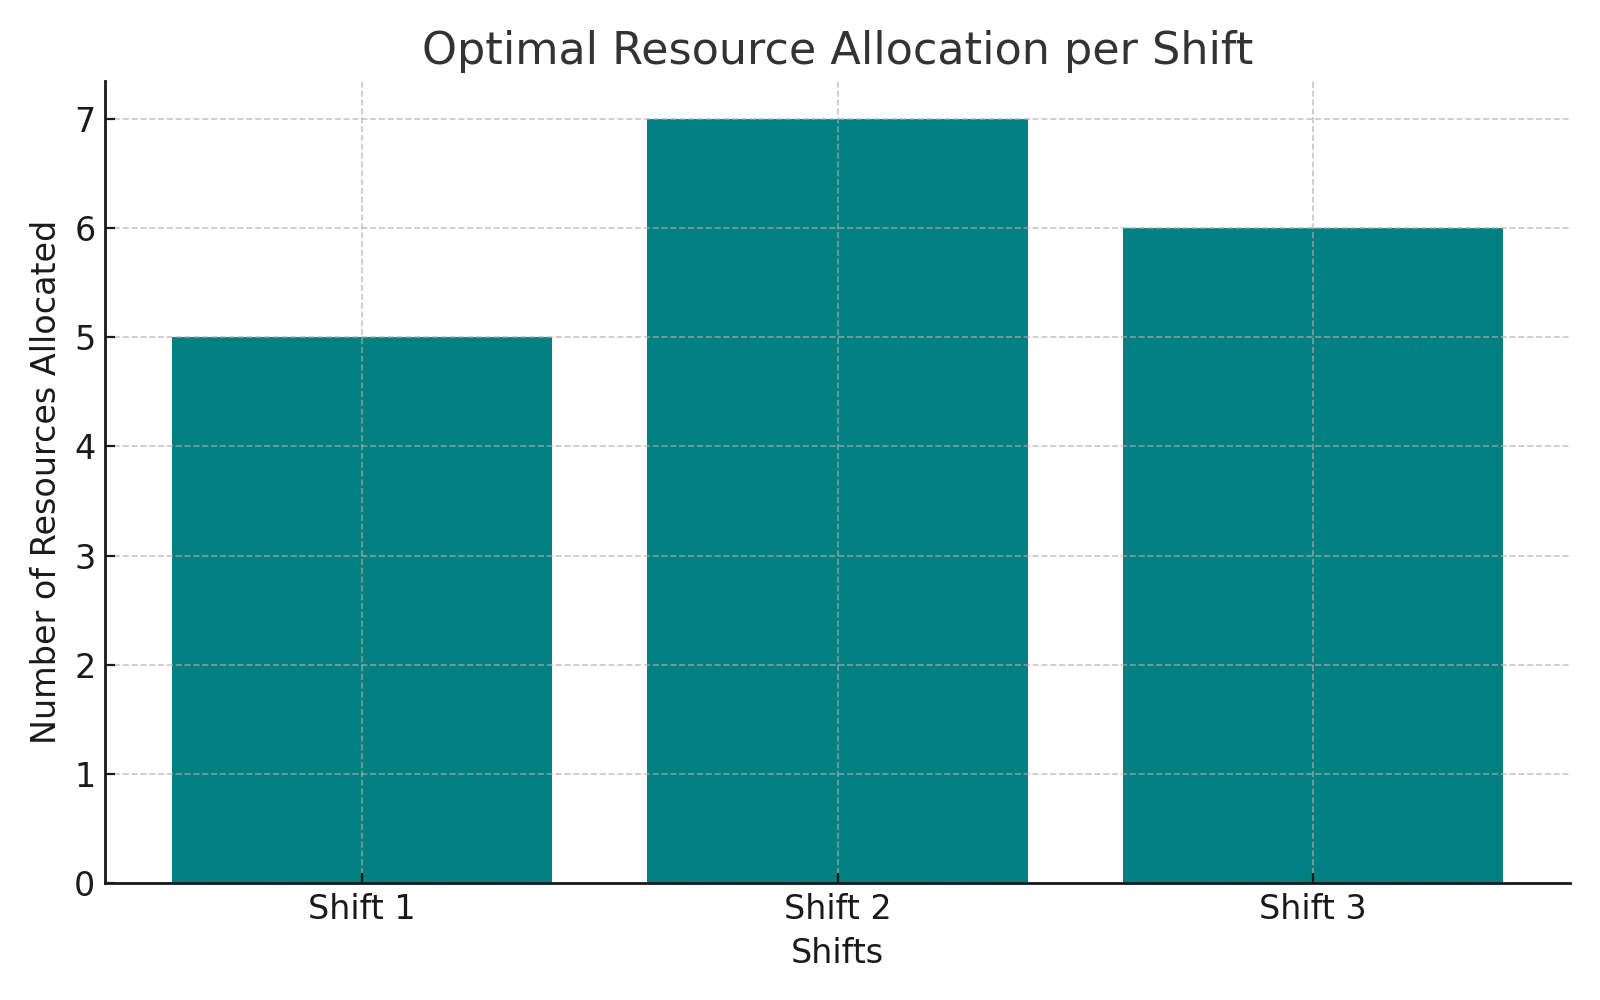 Optimal Resource Allocation per Shift
Number of Resources Allocated
7
6
5
4
3
2
1
0
Shift 1
Shift 2
Shift 3
Shifts